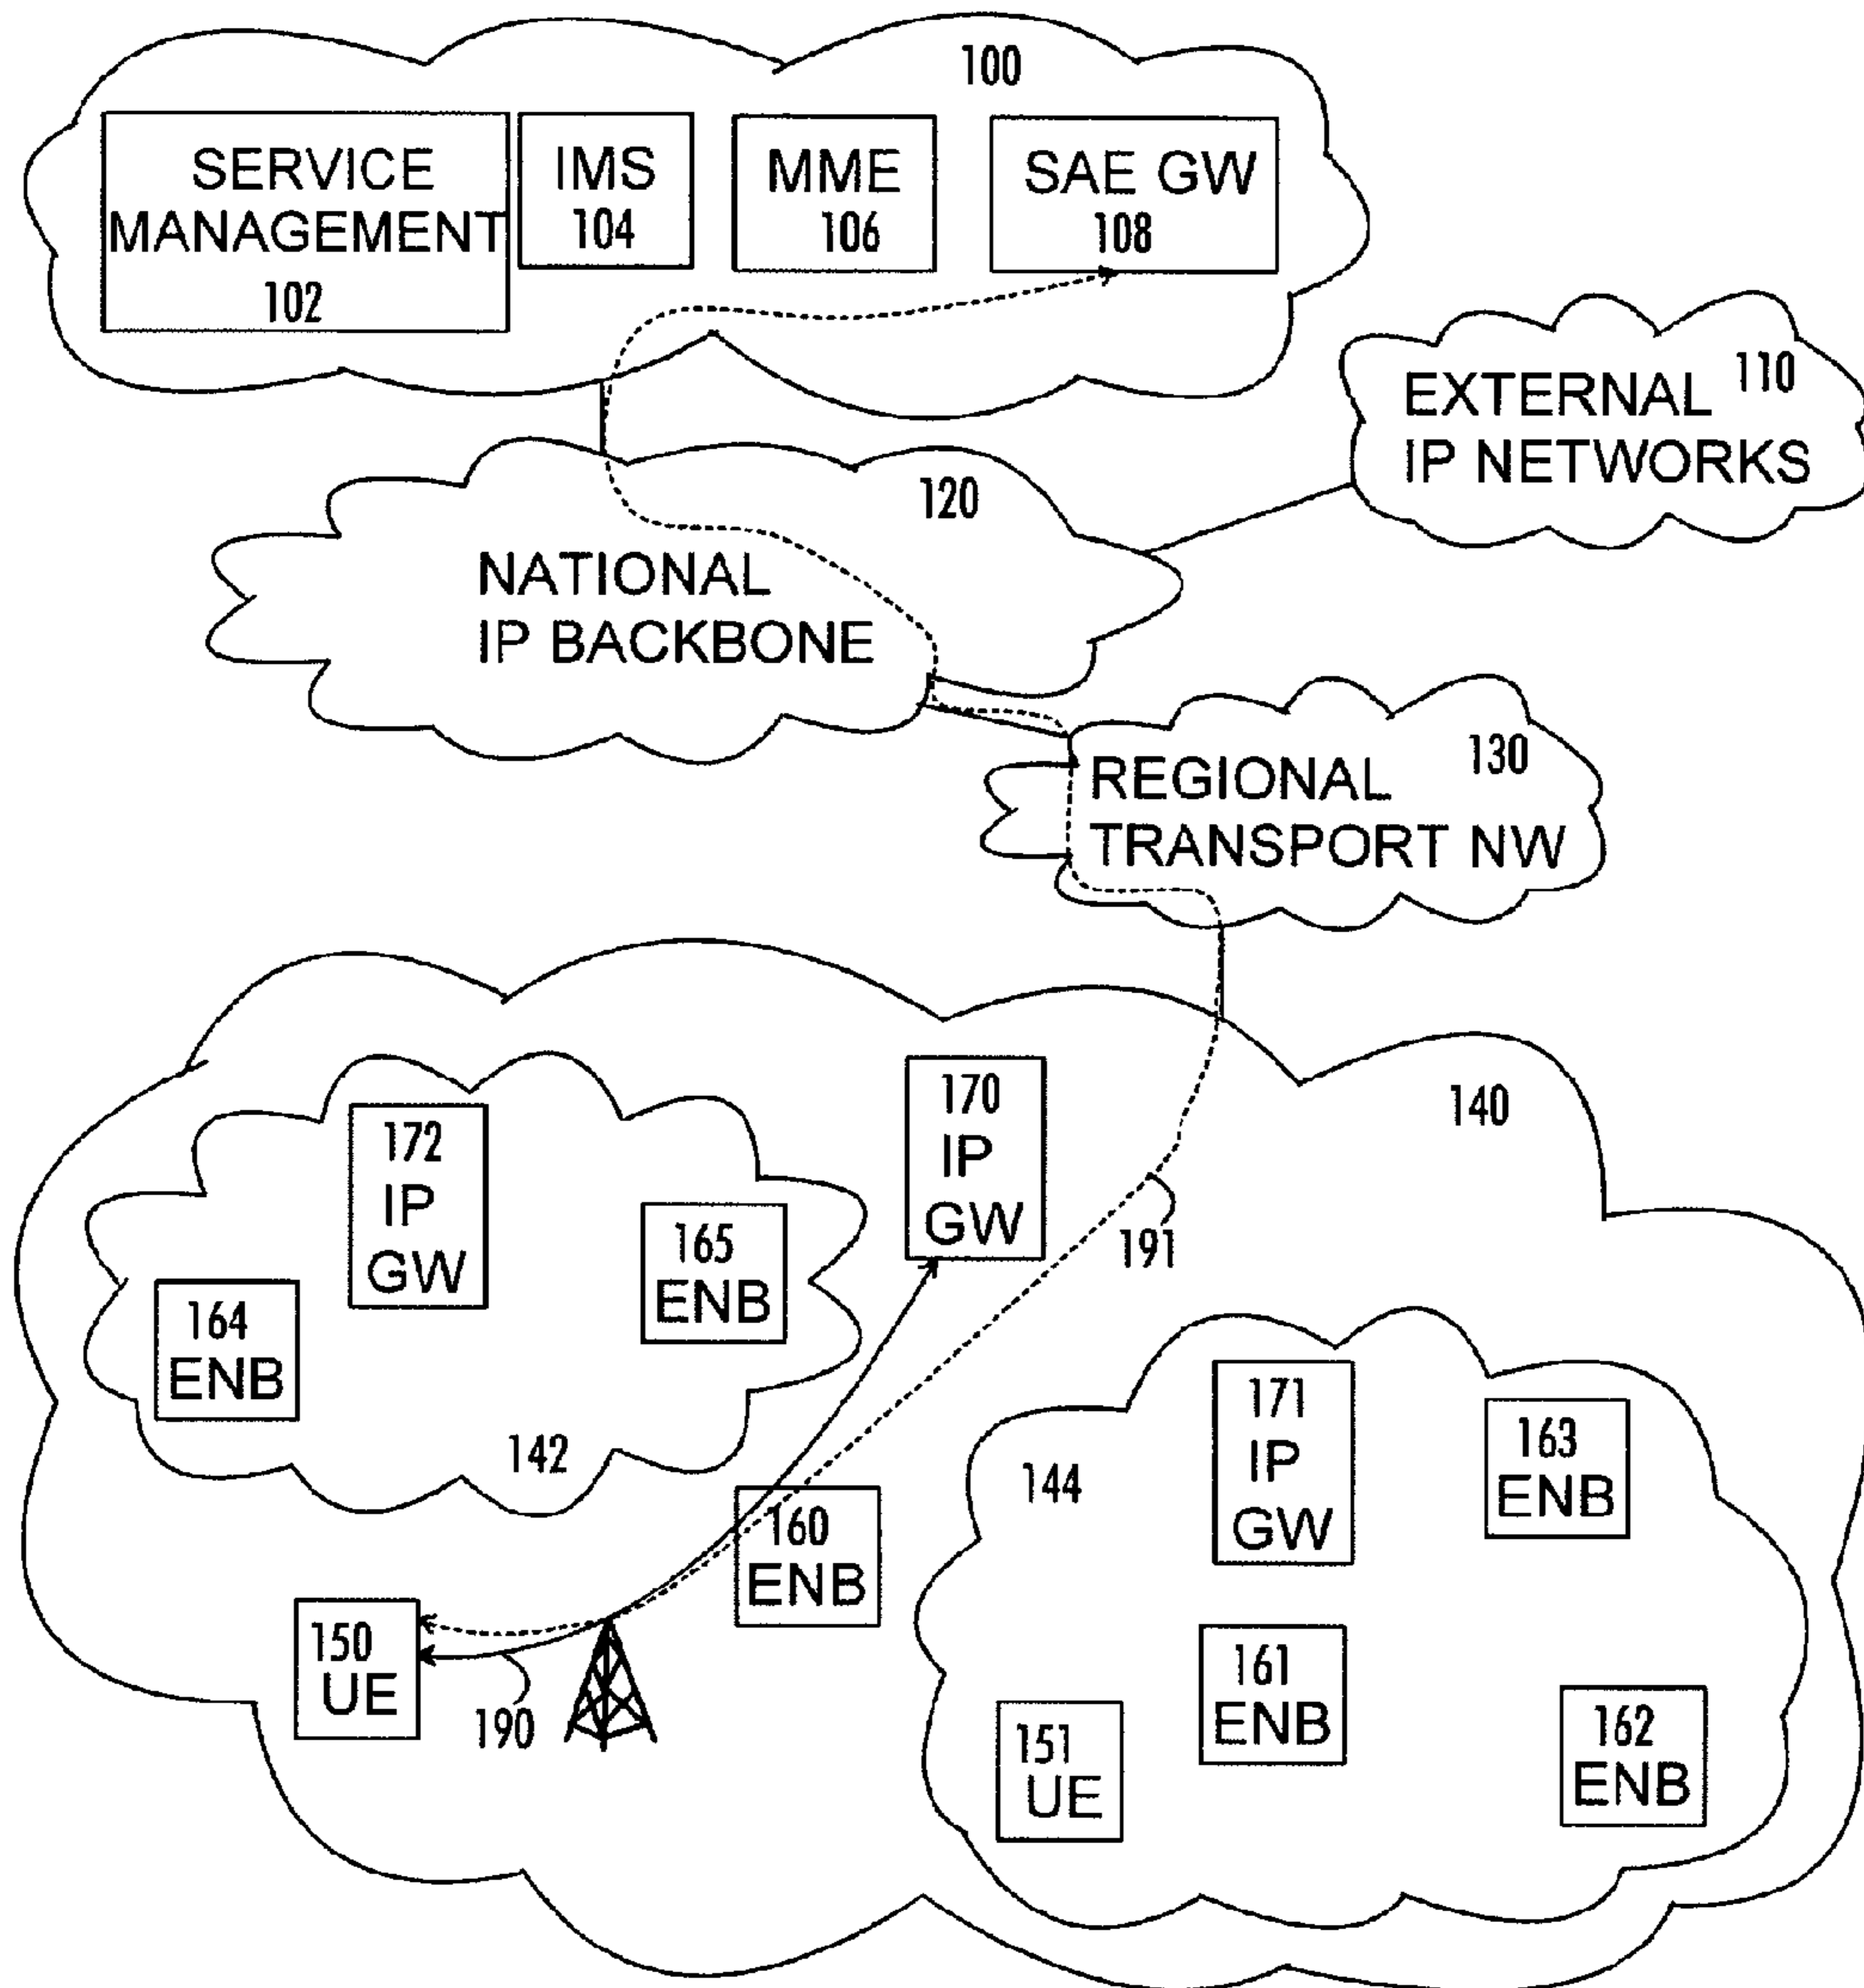 100
SERVICE
MANAGEMENT
102
IMS
104
MME
106
SAE GW
108
110
EXTERNAL
IP NETWORKS
120
NATIONAL
IP BACKBONE
130
REGIONAL
TRANSPORT NW
140
170
IP
GW
172
IP
GW
165
ENB
164
ENB
142
191
160
ENB
150
UE
190
144
171
IP
GW
163
ENB
161
ENB
162
ENB
151
UE